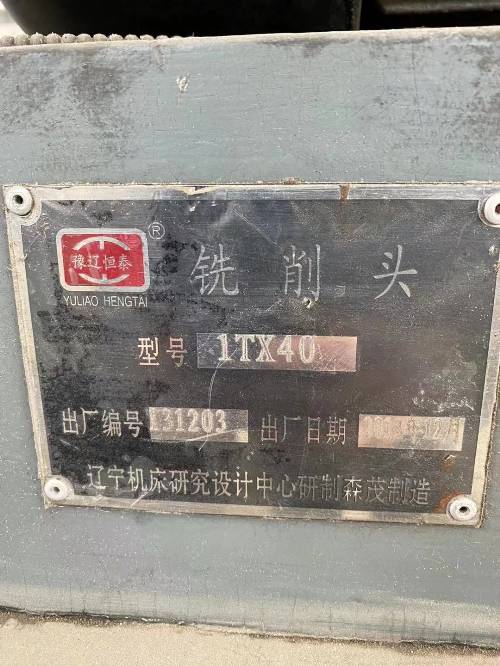 豫辽恒泰 ® 铣削头
YULIAO HENGTAI
型号 1TX40
出厂编号 131203 出厂日期
辽宁机床研究设计中心研制森茂制造